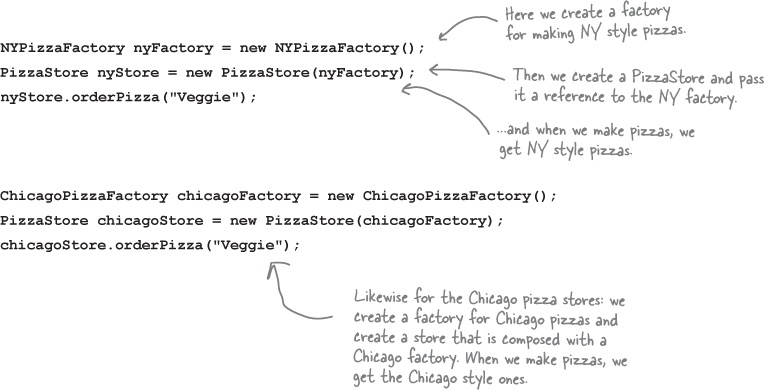 Here we create a factory
for making NY style pizzas.
NYPizzaFactory nyFactory = new NYPizzaFactory();
PizzaStore nyStore = new PizzaStore(nyFactory);
nyStore.orderPizza("Veggie");
Then we create a PizzaStore and pass
it a reference to the NY factory.
...and when we make pizzas, we
get NY style pizzas.
ChicagoPizzaFactory chicagoFactory = new ChicagoPizzaFactory();
PizzaStore chicagoStore = new PizzaStore(chicagoFactory);
chicagoStore.orderPizza("Veggie");
Likewise for the Chicago pizza stores: we
create a factory for Chicago pizzas and
create a store that is composed with a
Chicago factory. When we make pizzas, we
get the Chicago style ones.